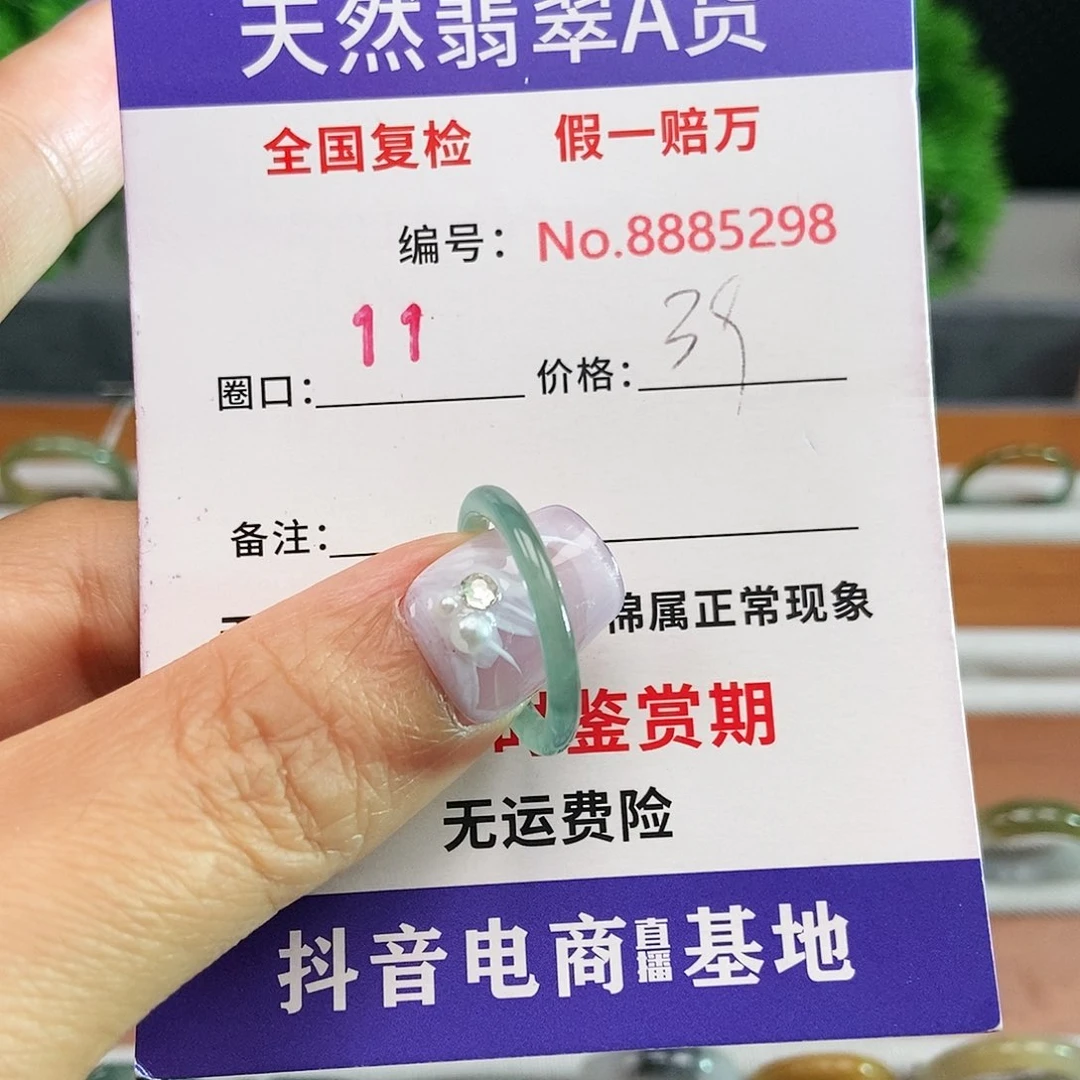 天然翡翠A货
全国复检 假一赔万
编号：No.8885298
圈口：11 价格：
备注：
棉属正常现象
鉴赏期
无运费险
抖音电商直播基地